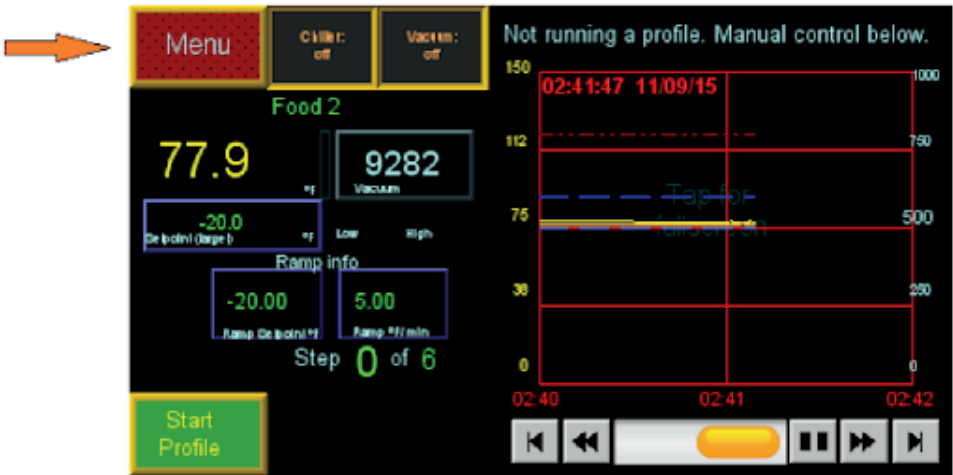 Menu
Chiller:
off
Vacuum:
off
Food 2
77.9
°F
9282
Vacuum
-20.0
Setpoint (target)
°F
Low
High
Ramp info
-20.00
Ramp Setpoint °F
5.00
Ramp °F/min
Step 0 of 6
Start
Profile
Not running a profile. Manual control below.
150
1000
02:41:47 11/09/15
112
750
Tap for
fullscreen
75
500
38
250
0
0
02:40
02:41
02:42